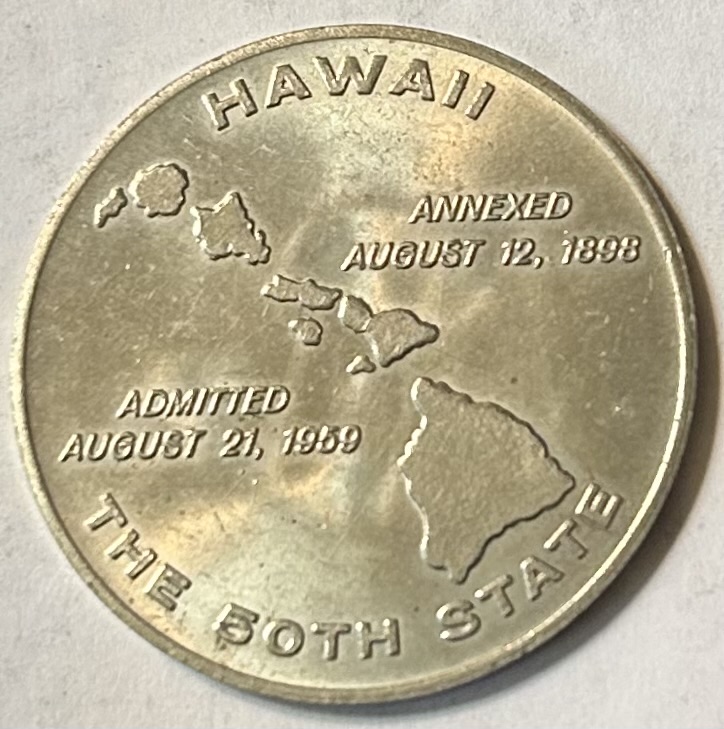 HAWAII
ANNEXED
AUGUST 12, 1898
ADMITTED
AUGUST 21, 1959
THE 50TH STATE